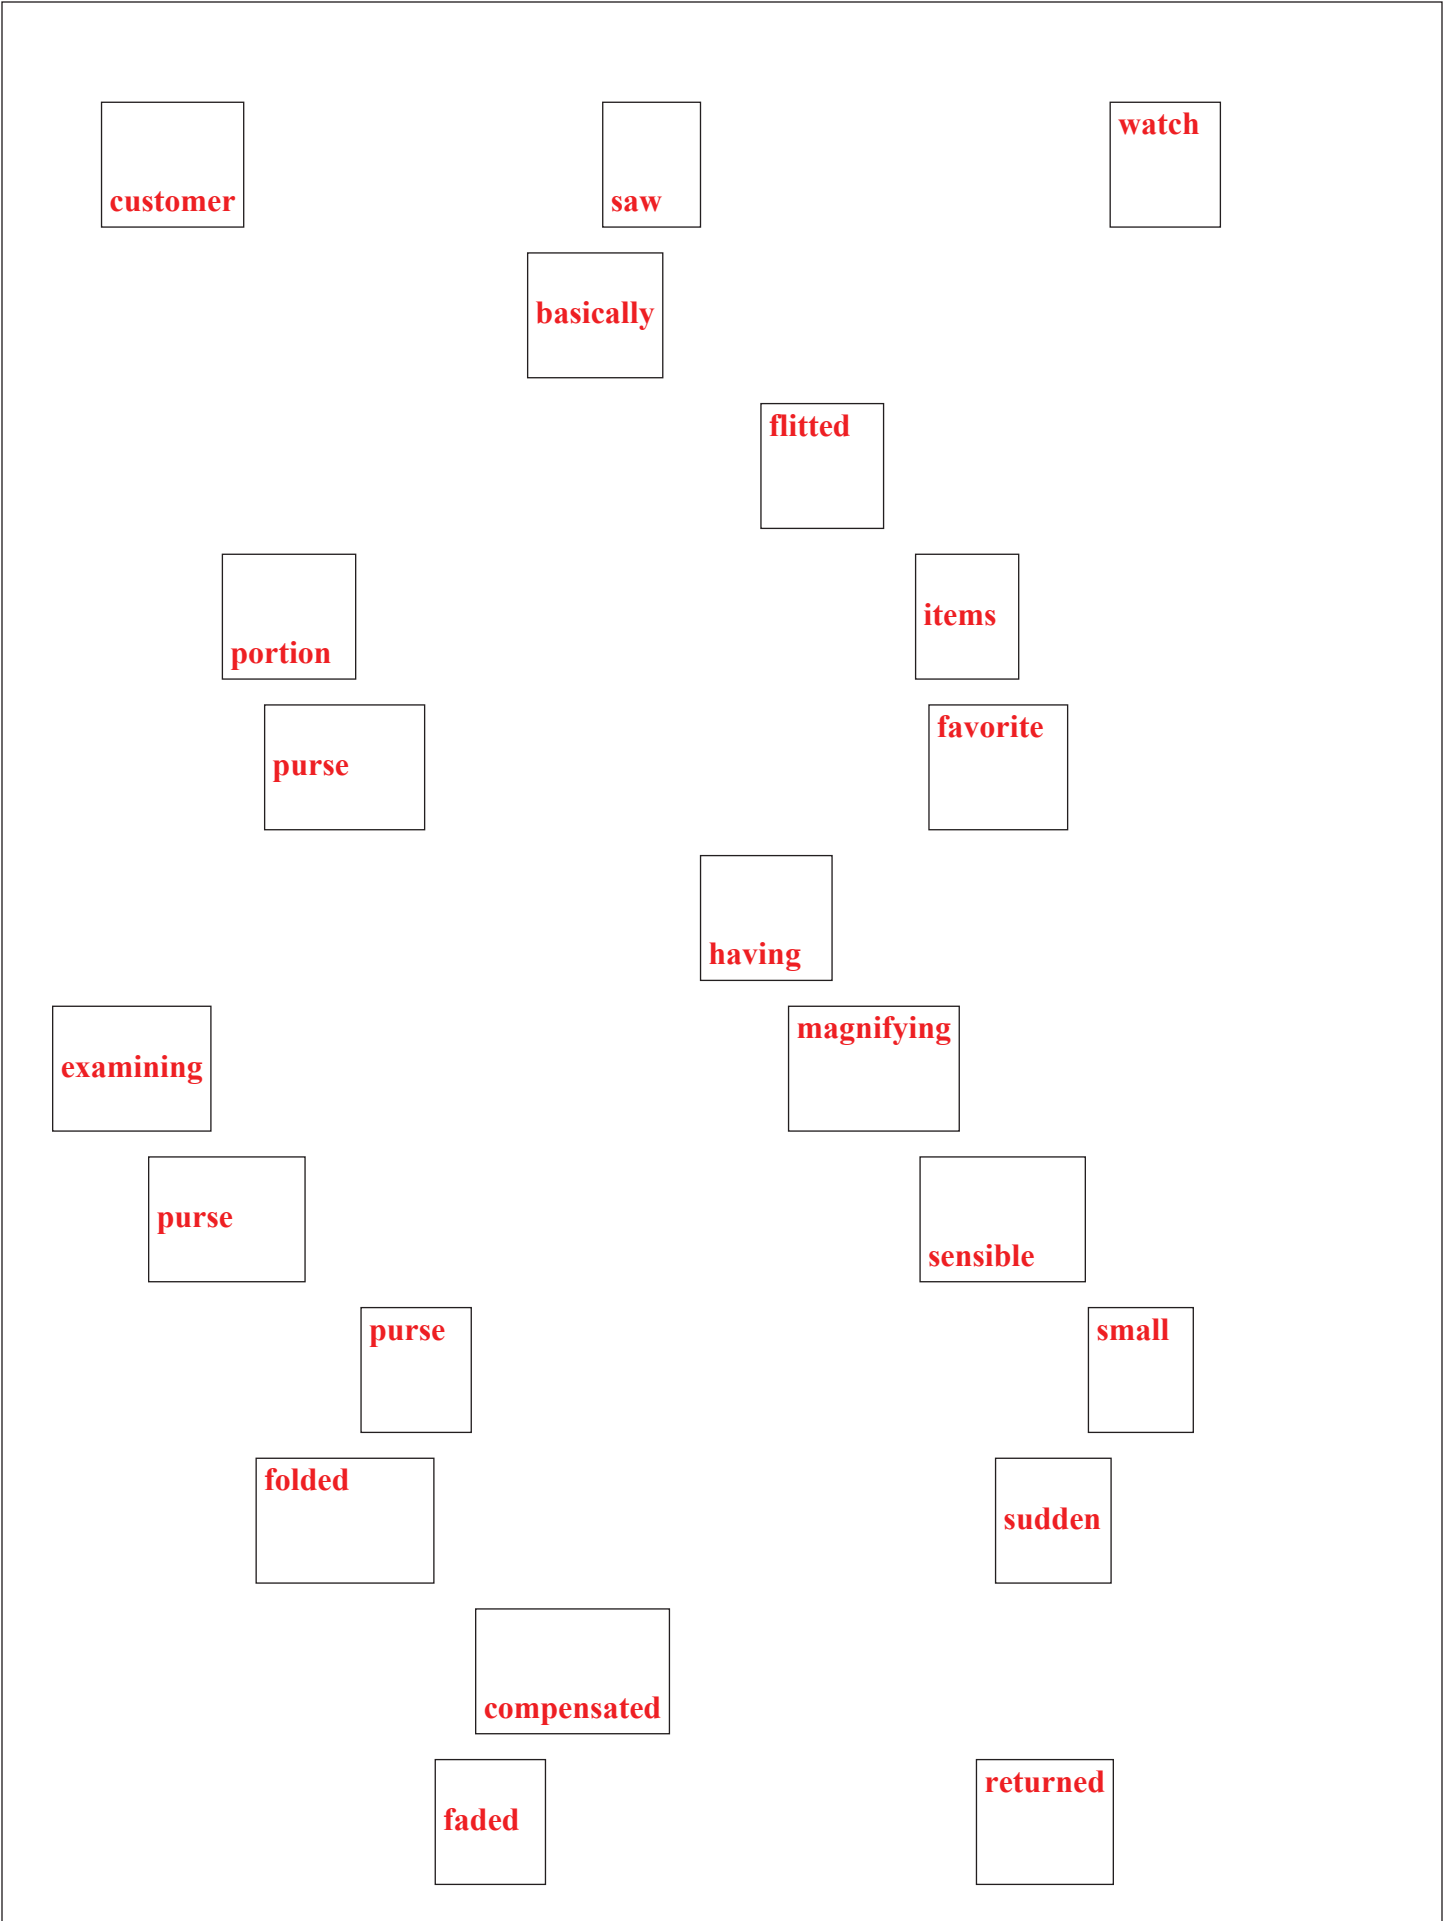 customer saw watch
basically
flitted
portion items
purse favorite
having
examining magnifying
purse sensible
purse small
folded sudden
compensated
faded returned